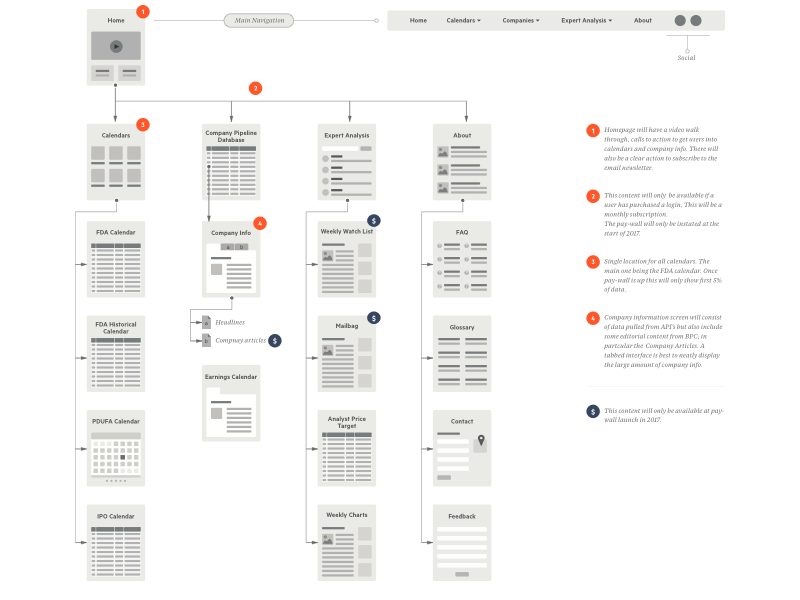 Home
1
Main Navigation
Home
Calendars
Companies
Expert Analysis
About
Social
2
Calendars
3
Company Pipeline
Database
Expert Analysis
About
FDA Calendar
Company Info
4
a b
Weekly Watch List
$
FAQ
a Headlines
b Compnay articles
$
FDA Historical
Calendar
Mailbag
$
Glossary
Earnings Calendar
PDUFA Calendar
Analyst Price
Target
Contact
IPO Calendar
Weekly Charts
Feedback
1
Homepage will have a video walk
through, calls to action to get users into
calendars and company info. There will
also be a clear action to subscribe to the
email newsletter.
2
This content will only be available if a
user has purchased a login. This will be a
monthly subscription.
The pay-wall will only be instated at the
start of 2017.
3
Single location for all calendars. The
main one being the FDA calendar. Once
pay-wall is up this will only show first 5%
of data.
4
Company information screen will consist
of data pulled from API's but also include
some editorial content from BPC, in
partcular the Company Articles. A
tabbed interface is best to neatly display
the large amount of company info.
$
This content will only be available at pay-
wall launch in 2017.